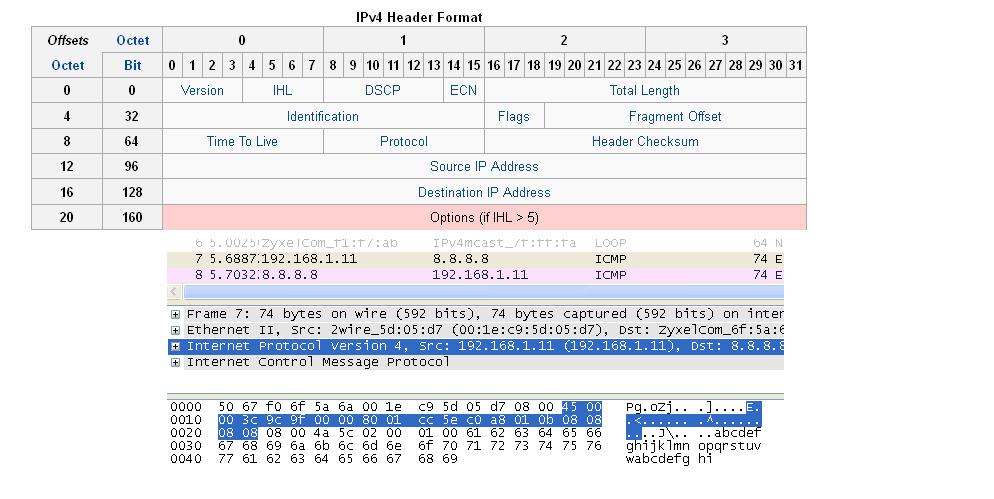 IPv4 Header Format
Offsets Octet 0 1 2 3
Octet Bit 0 1 2 3 4 5 6 7 8 9 10 11 12 13 14 15 16 17 18 19 20 21 22 23 24 25 26 27 28 29 30 31
0 0 Version IHL DSCP ECN Total Length
4 32 Identification Flags Fragment Offset
8 64 Time To Live Protocol Header Checksum
12 96 Source IP Address
16 128 Destination IP Address
20 160 Options (if IHL > 5)
6 5.0025 ZyxelCom_f1:f7:ab IPv4mcast_7f:ff:fa LOOP 64 N
7 5.6887 192.168.1.11 8.8.8.8 ICMP 74 E
8 5.7032 8.8.8.8 192.168.1.11 ICMP 74 E
Frame 7: 74 bytes on wire (592 bits), 74 bytes captured (592 bits) on inter
Ethernet II, Src: 2wire_5d:05:d7 (00:1e:c9:5d:05:d7), Dst: ZyxelCom_6f:5a:6
Internet Protocol Version 4, Src: 192.168.1.11 (192.168.1.11), Dst: 8.8.8.8
Internet Control Message Protocol
0000 50 67 f0 6f 5a 6a 00 1e c9 5d 05 d7 08 00 45 00 Pg.oZj.. .]....E.
0010 00 3c 9c 9f 00 00 80 01 cc 5e c0 a8 01 0b 08 08 .<...... .^......
0020 08 08 08 00 4a 5c 02 00 01 00 61 62 63 64 65 66 ....J\.. ..abcdef
0030 67 68 69 6a 6b 6c 6d 6e 6f 70 71 72 73 74 75 76 ghijklmn opqrstuv
0040 77 61 62 63 64 65 66 67 68 69 wabcdefg hi